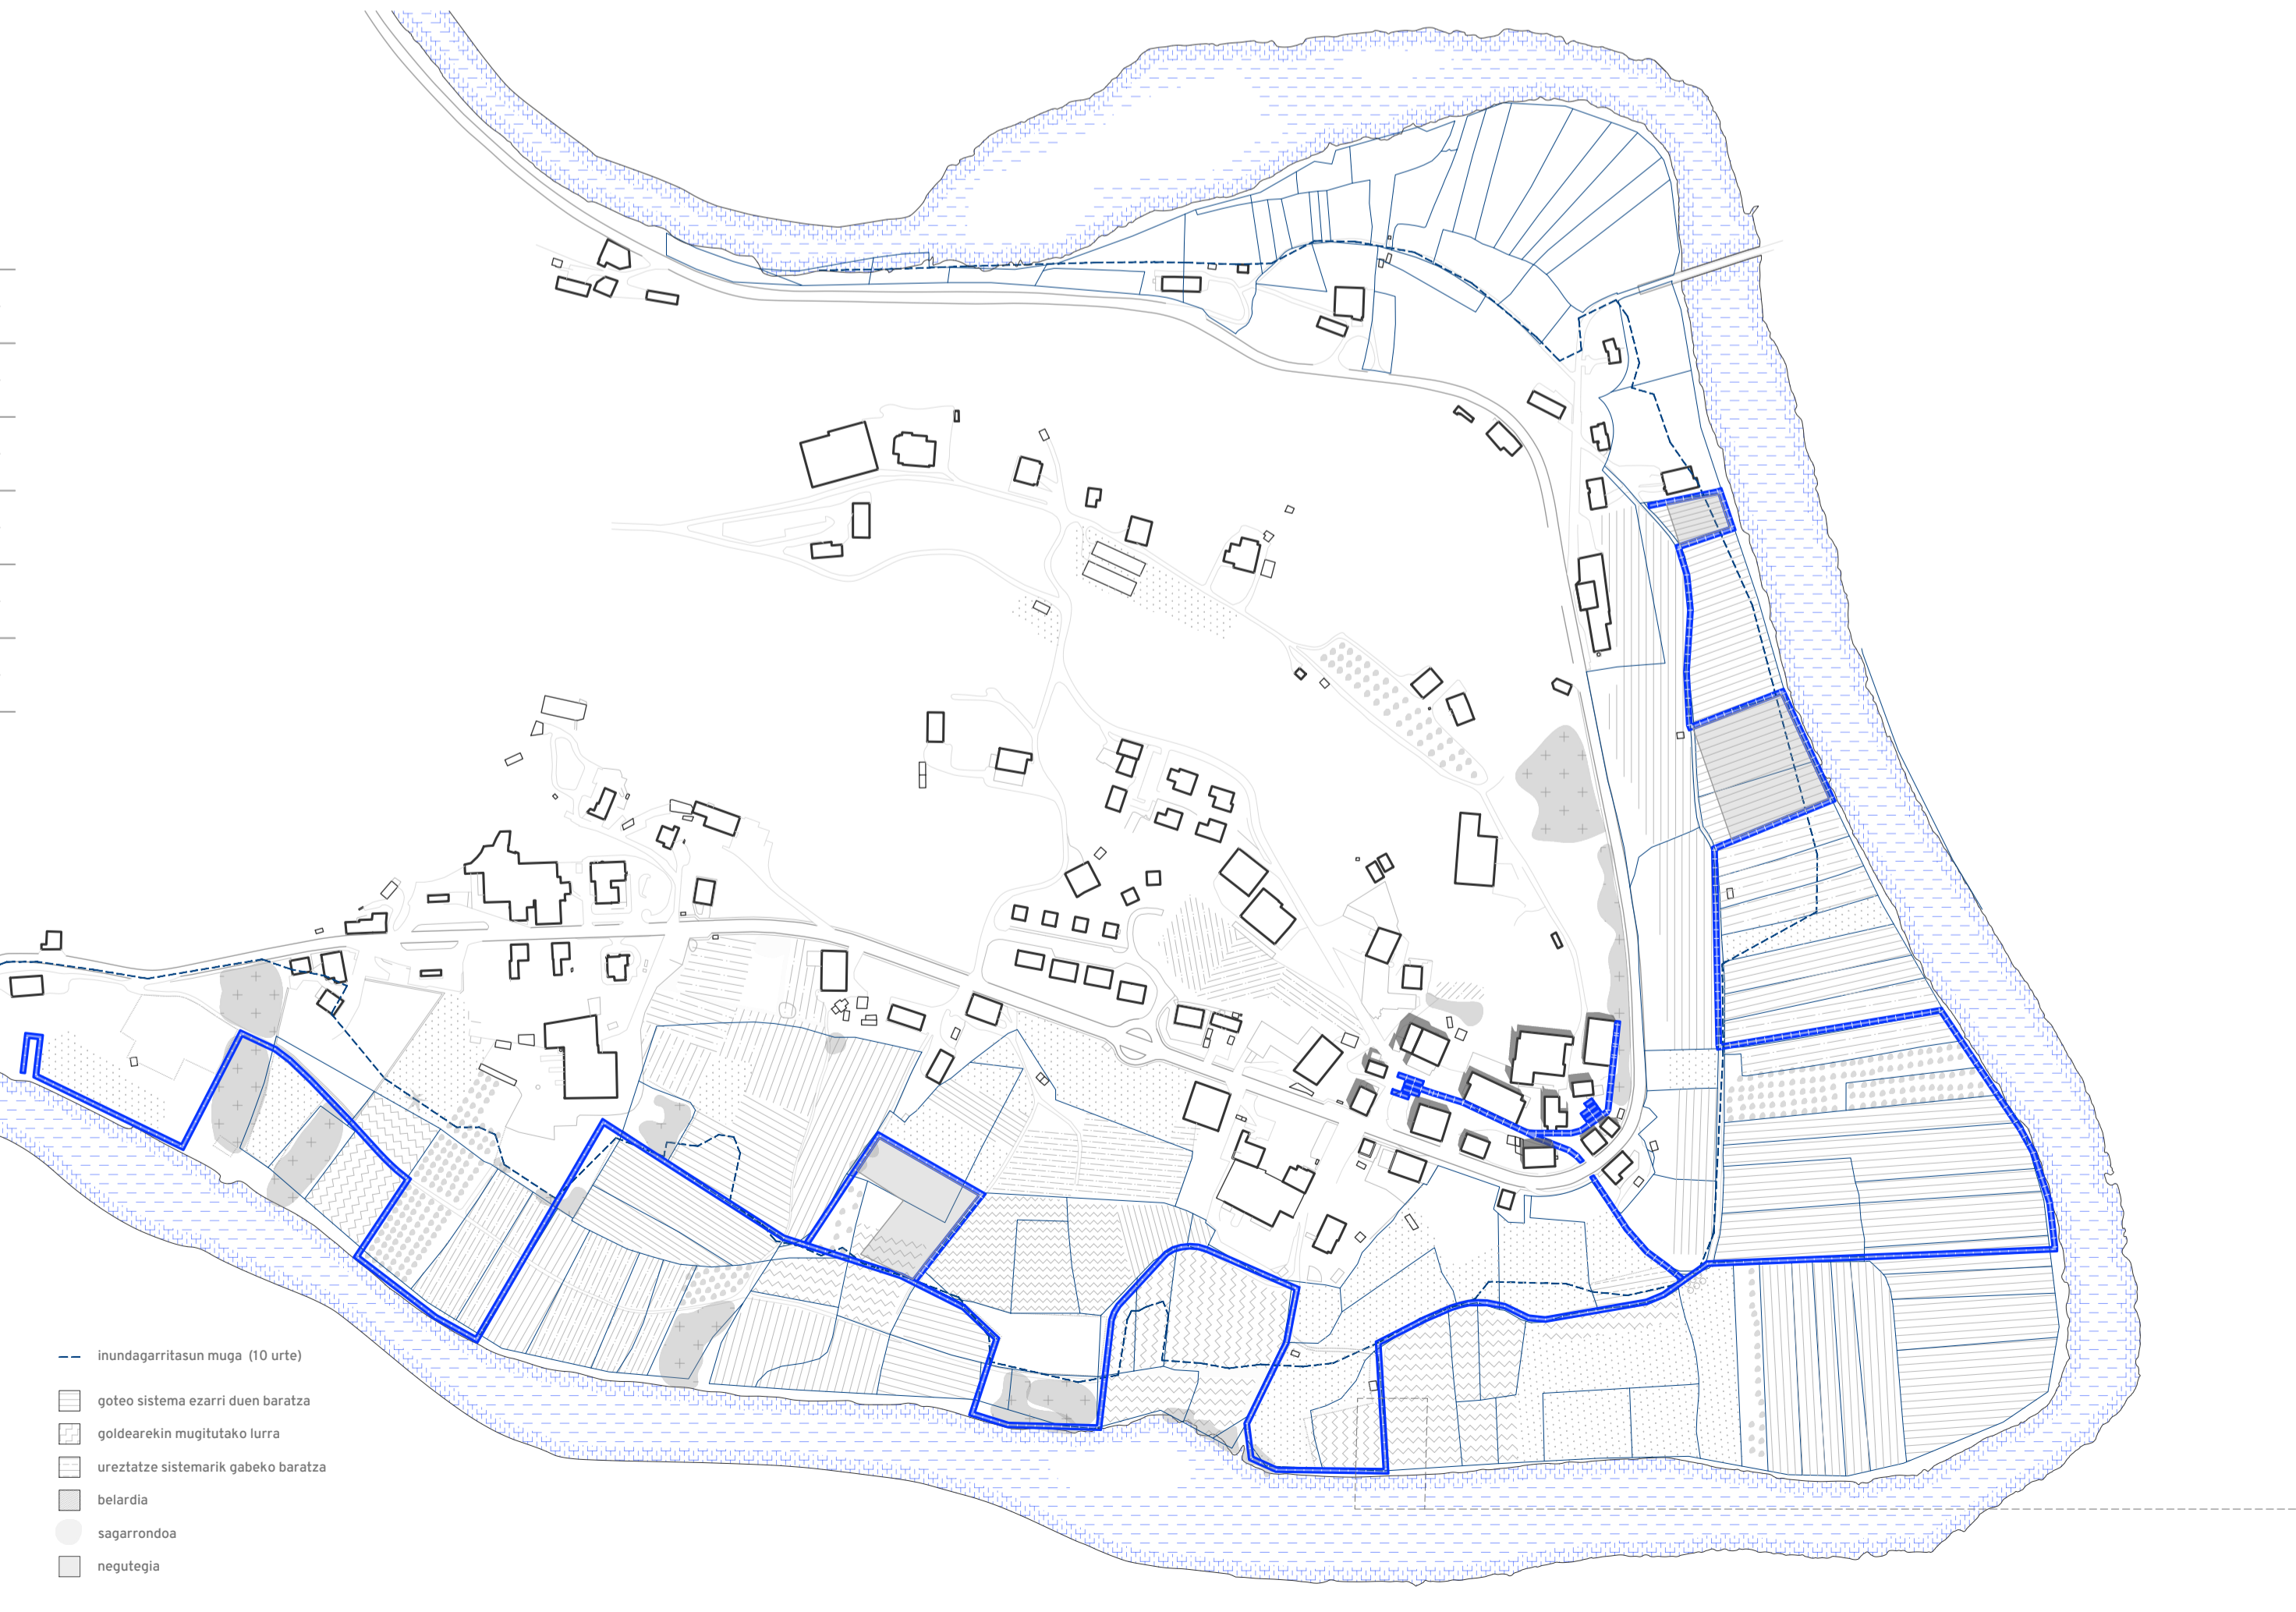 inundagarritasun muga (10 urte)
goteo sistema ezarri duen baratza
goldearekin mugitutako lurra
ureztatze sistemarik gabeko baratza
belardia
sagarrondoa
negutegia